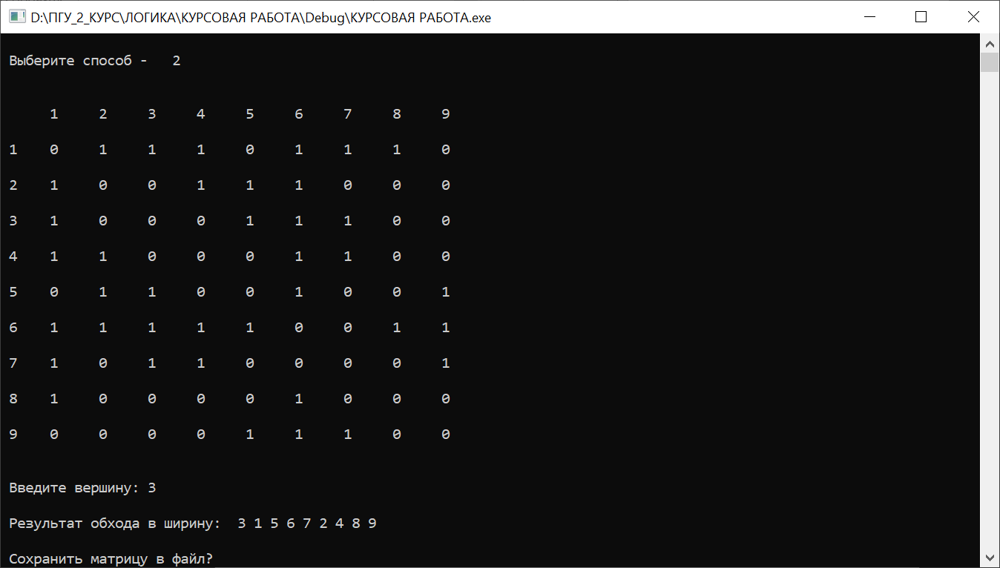 D:\ПГУ_2_КУРС\ЛОГИКА\КУРСОВАЯ РАБОТА\Debug\КУРСОВАЯ РАБОТА.exe
Выберите способ - 2
1 2 3 4 5 6 7 8 9
1 0 1 1 1 0 1 1 1 0
2 1 0 0 1 1 1 0 0 0
3 1 0 0 0 1 1 1 0 0
4 1 1 0 0 0 1 1 0 0
5 0 1 1 0 0 1 0 0 1
6 1 1 1 1 1 0 0 1 1
7 1 0 1 1 0 0 0 0 1
8 1 0 0 0 0 1 0 0 0
9 0 0 0 0 1 1 1 0 0
Введите вершину: 3
Результат обхода в ширину: 3 1 5 6 7 2 4 8 9
Сохранить матрицу в файл?